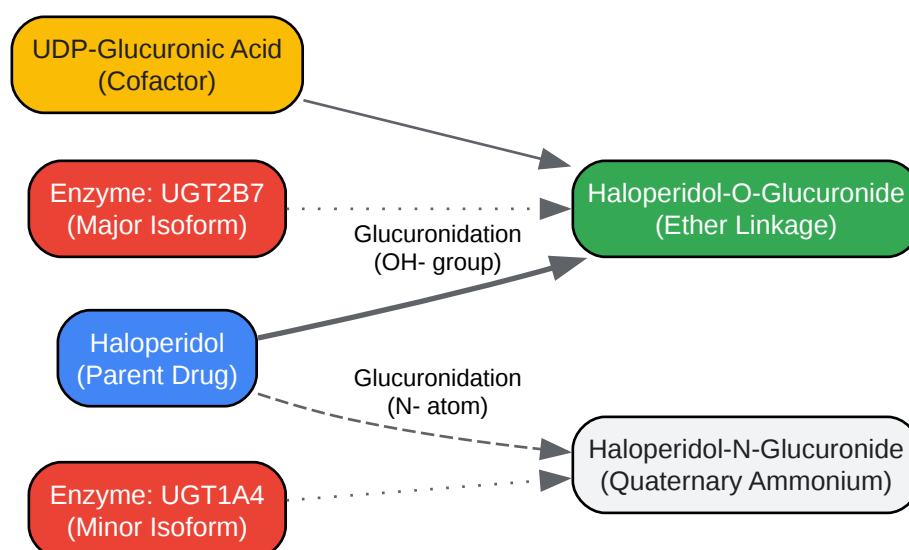 UDP-Glucuronic Acid
(Cofactor)
Enzyme: UGT2B7
(Major Isoform)
Haloperidol-O-Glucuronide
(Ether Linkage)
Glucuronidation
(OH- group)
Haloperidol
(Parent Drug)
Glucuronidation
(N- atom)
Haloperidol-N-Glucuronide
(Quaternary Ammonium)
Enzyme: UGT1A4
(Minor Isoform)